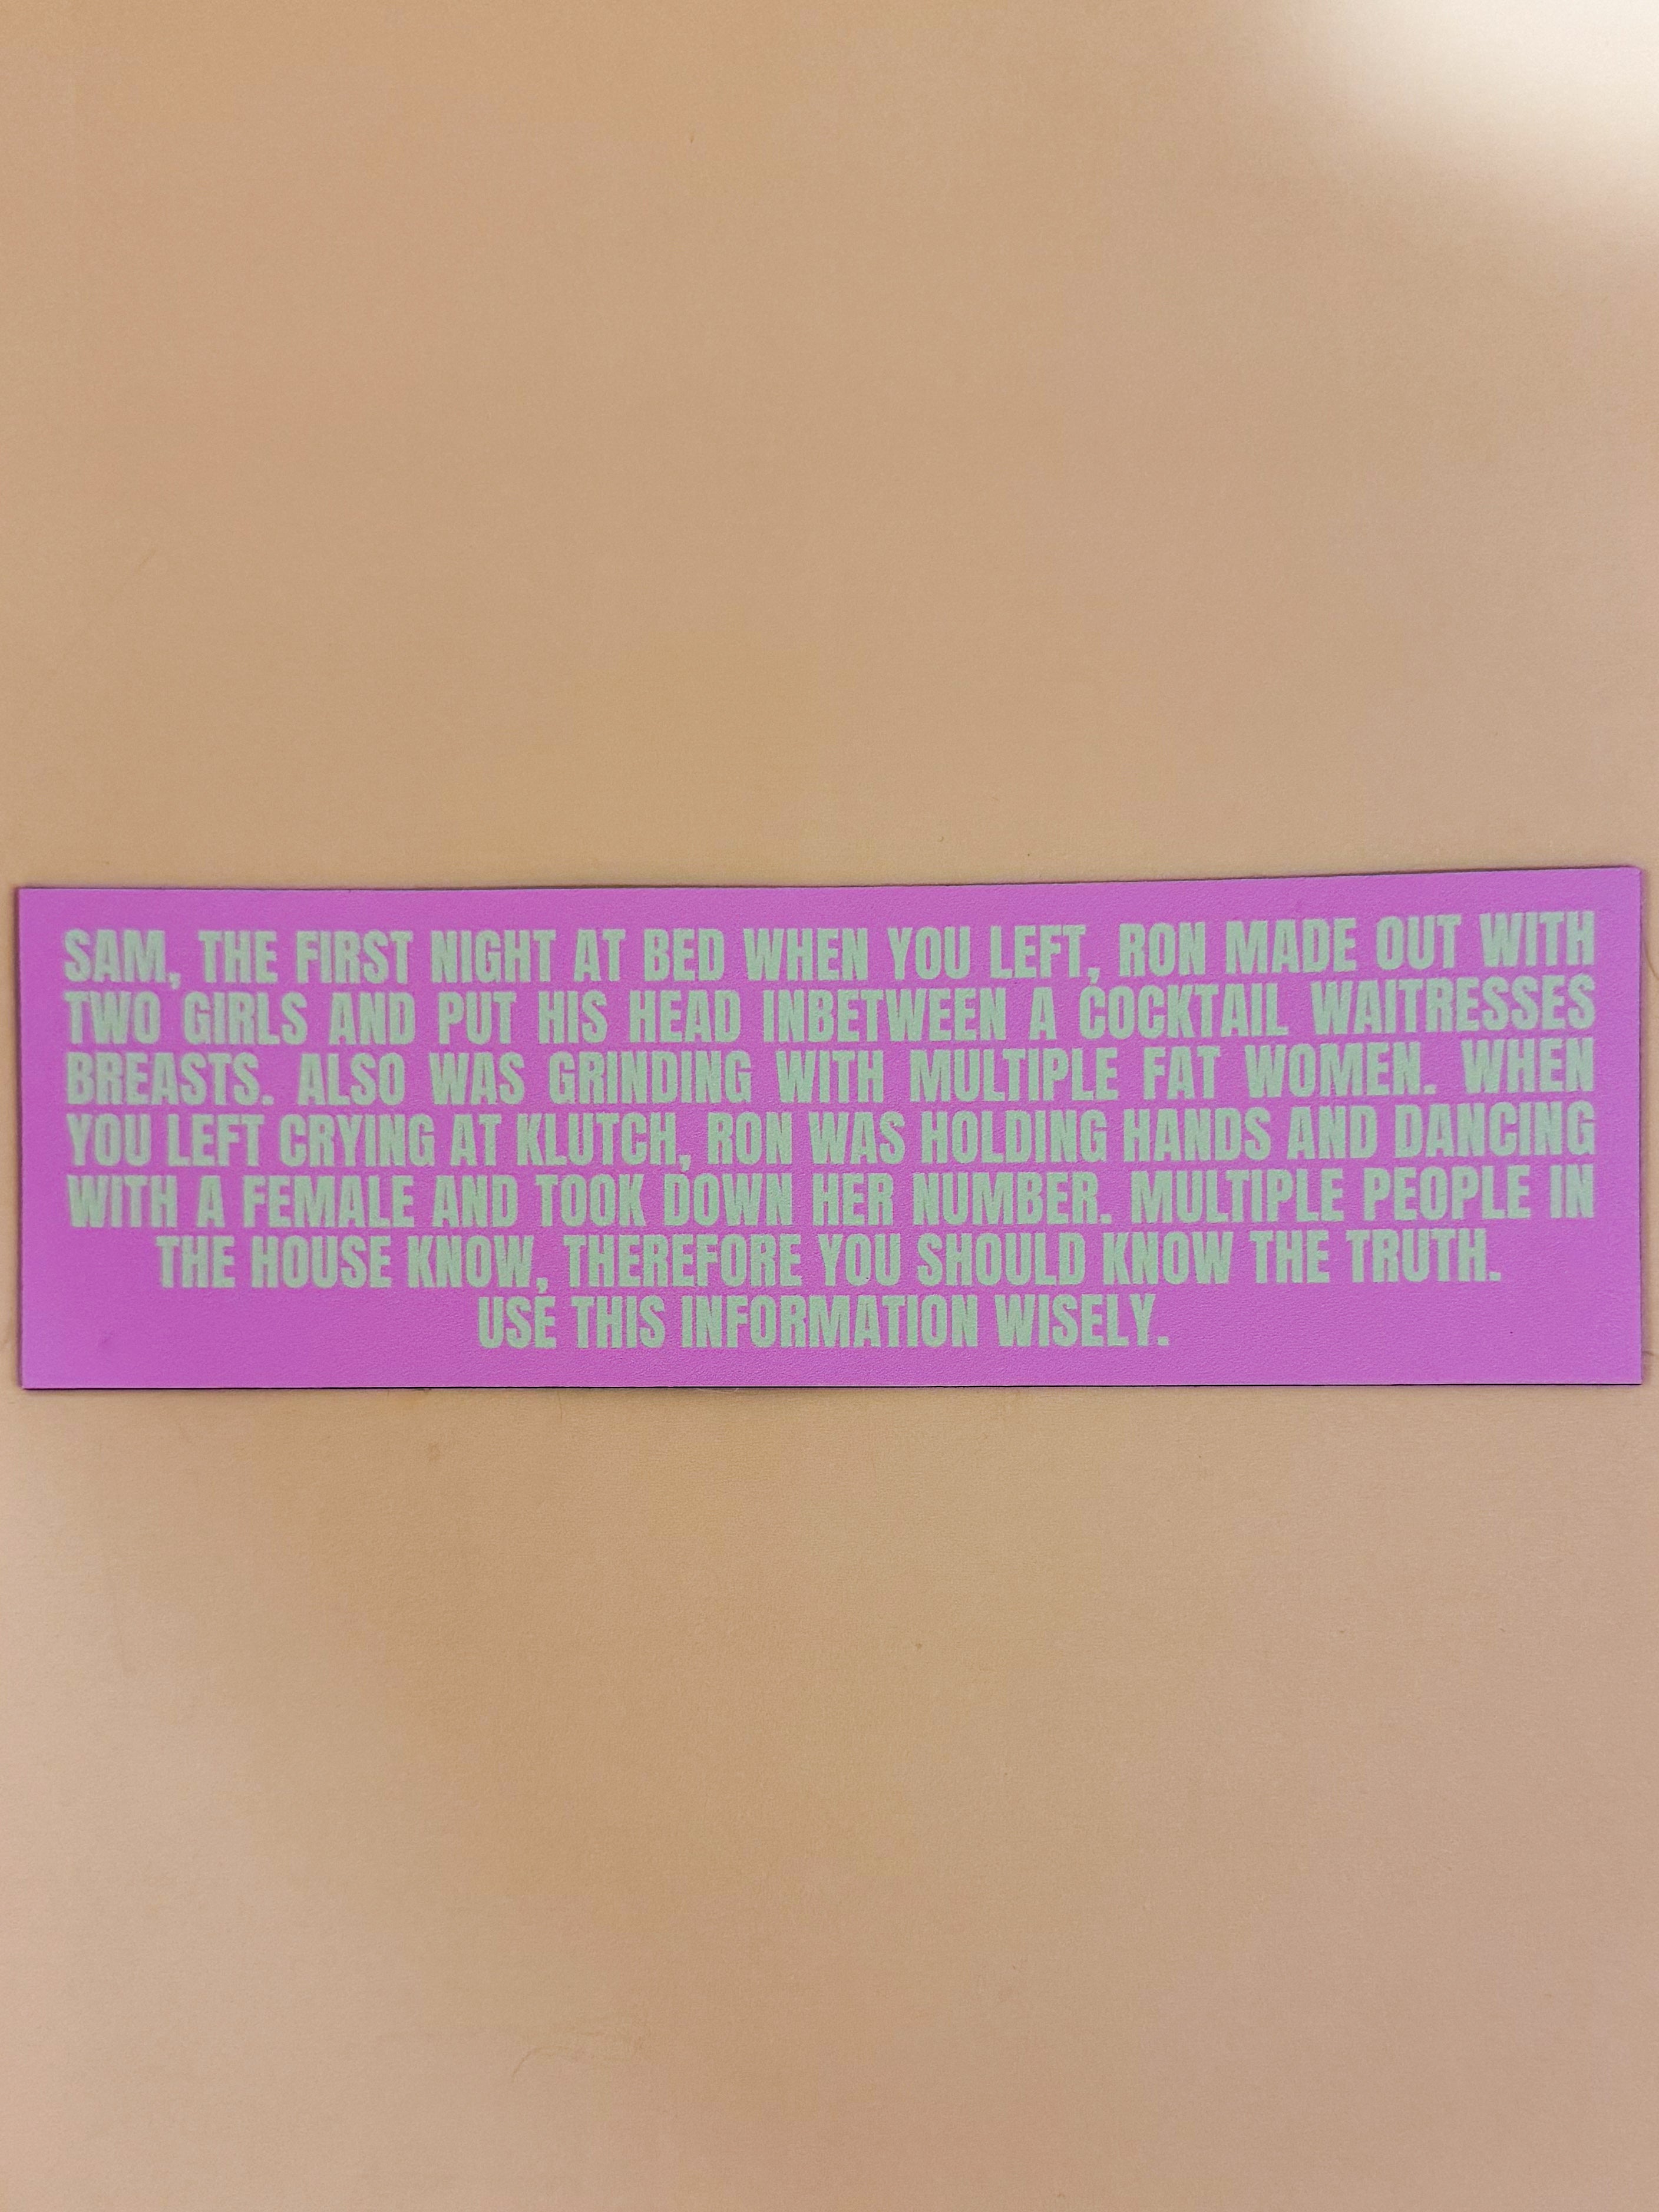 SAM, THE FIRST NIGHT AT BED WHEN YOU LEFT, RON MADE OUT WITH
TWO GIRLS AND PUT HIS HEAD INBETWEEN A COCKTAIL WAITRESSES
BREASTS. ALSO WAS GRINDING WITH MULTIPLE FAT WOMEN. WHEN
YOU LEFT CRYING AT KLUTCH, RON WAS HOLDING HANDS AND DANCING
WITH A FEMALE AND TOOK DOWN HER NUMBER. MULTIPLE PEOPLE IN
THE HOUSE KNOW, THEREFORE YOU SHOULD KNOW THE TRUTH.
USE THIS INFORMATION WISELY.